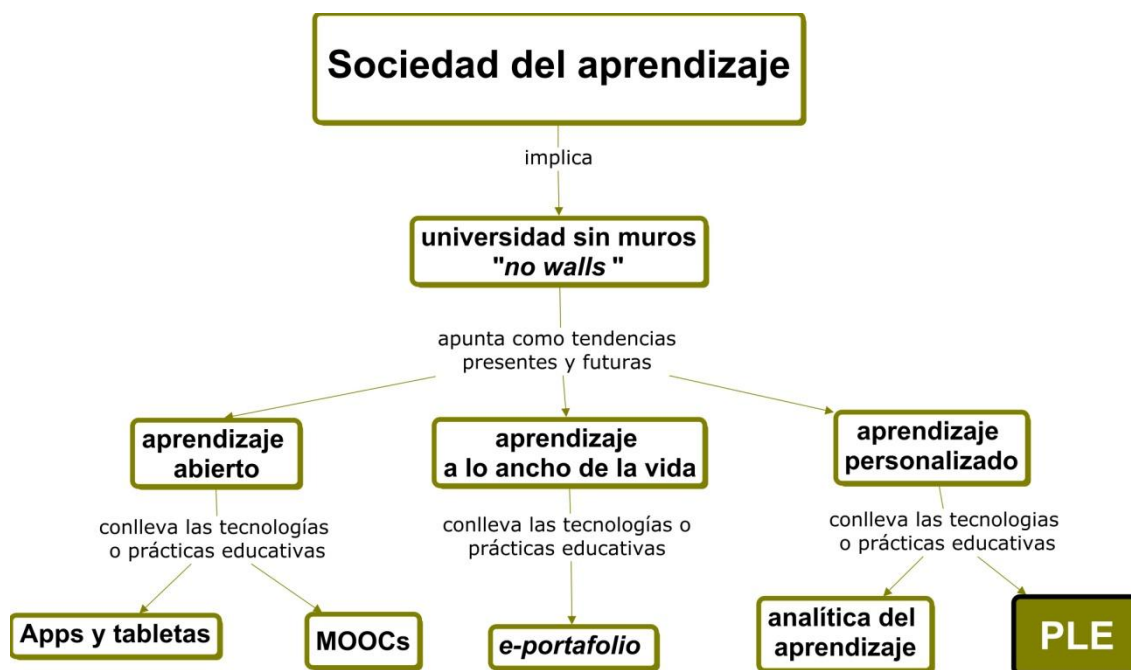 Sociedad del aprendizaje
implica
universidad sin muros
"no walls "
apunta como tendencias
presentes y futuras
aprendizaje
abierto
aprendizaje
a lo ancho de la vida
aprendizaje
personalizado
conlleva las tecnologías
o prácticas educativas
conlleva las tecnologías o
prácticas educativas
conlleva las tecnologias
o prácticas educativas
Apps y tabletas
MOOCs
e-portafolio
analítica del
aprendizaje
PLE